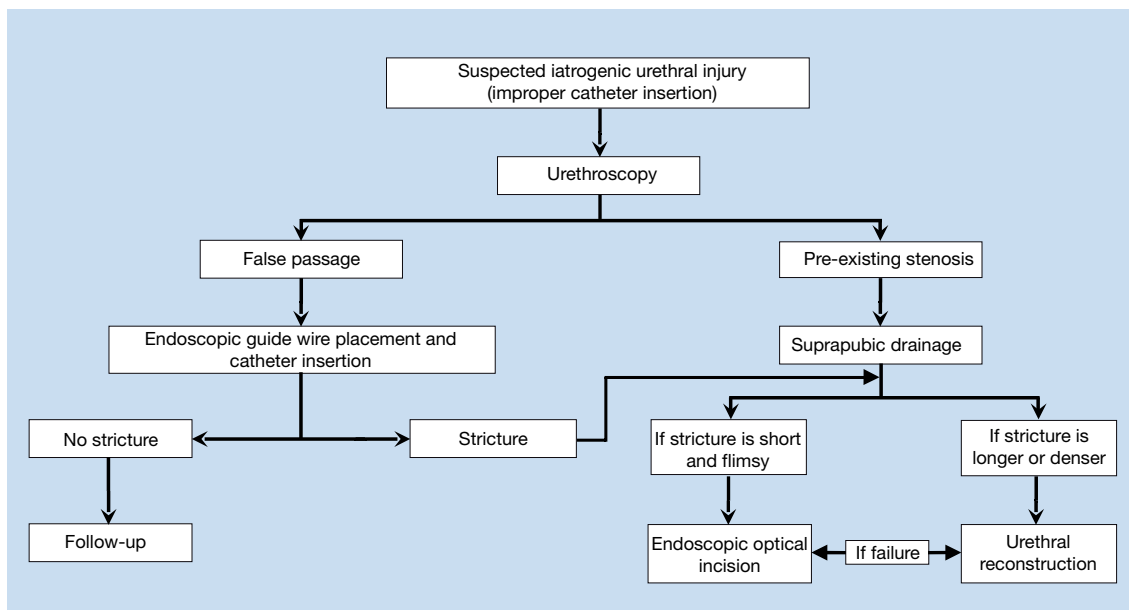 Suspected iatrogenic urethral injury
(improper catheter insertion)
Urethroscopy
False passage
Pre-existing stenosis
Endoscopic guide wire placement and
catheter insertion
Suprapubic drainage
No stricture
Stricture
If stricture is short
and flimsy
If stricture is
longer or denser
Follow-up
Endoscopic optical
incision
If failure
Urethral
reconstruction